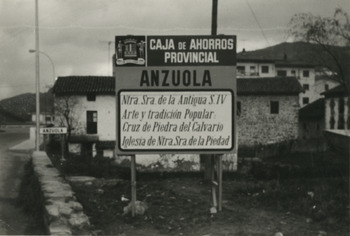 CAJA DE AHORROS
PROVINCIAL
ANZUOLA
Ntra. Sra. de la Antigua S. IV
Arte y tradición Popular:
Cruz de Piedra del Calvario
Iglesia de Ntra. Sra de la Piedad
ANZUOLA